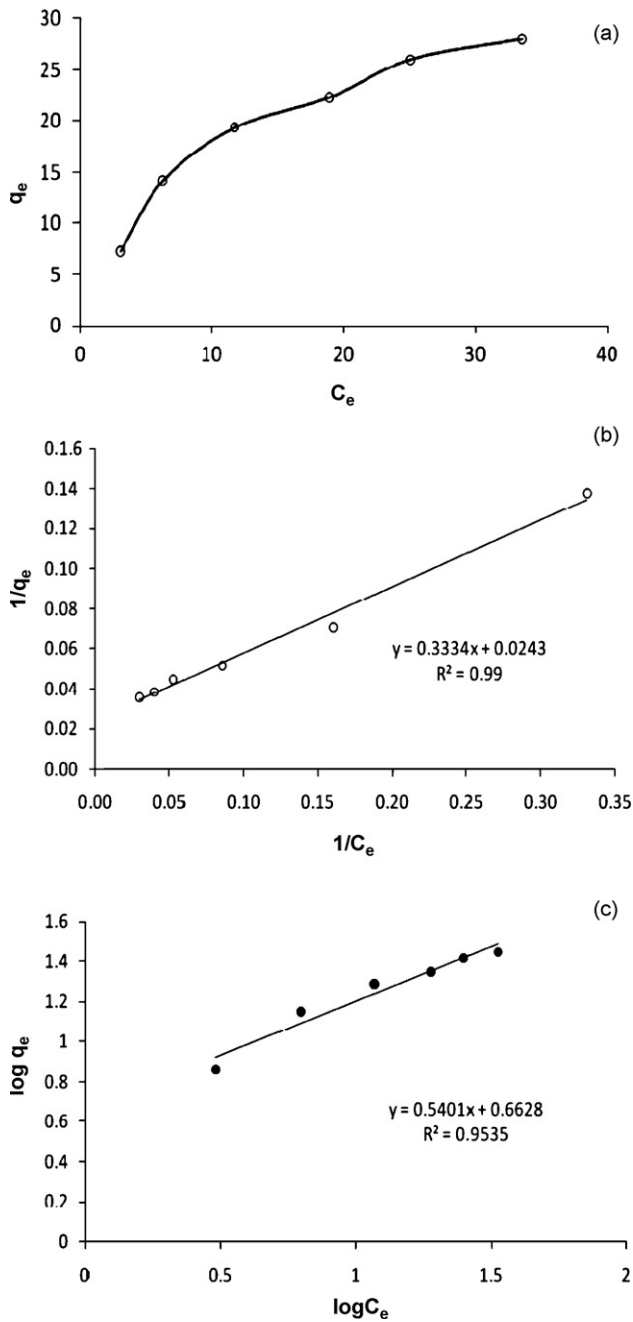 (a)
30
25
20
15
10
5
0
qe
0 10 20 30 40
Ce
(b)
0.1.6
0.14
0.12
0.10
0.08
0.06
0.04
0.02
0.00
1/qe
y = 0.3334x + 0.0243
R² = 0.99
0.00 0.05 0.10 0.15 0.20 0.25 0.30 0.35
1/Ce
(c)
1.6
1.4
1.2
1
0.8
0.6
0.4
0.2
0
log qe
y = 0.5401x + 0.6628
R² = 0.9535
0 0.5 1 1.5 2
logCe